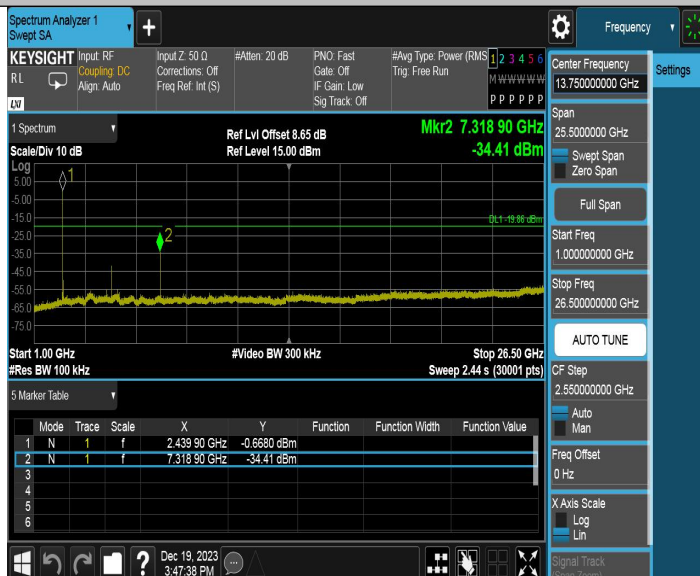 Spectrum Analyzer 1
Swept SA
+
Frequency
KEYSIGHT
RL
LXI
Input: RF
Coupling: DC
Align: Auto
Input Z: 50 Ω
Corrections: Off
Freq Ref: Int (S)
#Atten: 20 dB
PNO: Fast
Gate: Off
IF Gain: Low
Sig Track: Off
#Avg Type: Power (RMS
Trig: Free Run
1 2 3 4 5 6
M W W W W W
P P P P P P
Center Frequency
13.750000000 GHz
Settings
Span
25.5000000 GHz
Swept Span
Zero Span
Full Span
Start Freq
1.000000000 GHz
Stop Freq
26.500000000 GHz
AUTO TUNE
CF Step
2.550000000 GHz
Auto
Man
Freq Offset
0 Hz
X Axis Scale
Log
Lin
Signal Track
(Span Zoom)
1 Spectrum
Scale/Div 10 dB
Ref Lvl Offset 8.65 dB
Ref Level 15.00 dBm
Mkr2 7.318 90 GHz
-34.41 dBm
Log
5.00
-5.00
-15.0
-25.0
-35.0
-45.0
-55.0
-65.0
-75.0
1
2
DL1 -19.86 dBm
Start 1.00 GHz
#Res BW 100 kHz
#Video BW 300 kHz
Stop 26.50 GHz
Sweep 2.44 s (30001 pts)
5 Marker Table
Mode Trace Scale X Y Function Function Width Function Value
1 N 1 f 2.439 90 GHz -0.6680 dBm
2 N 1 f 7.318 90 GHz -34.41 dBm
3
4
5
6
?
Dec 19, 2023
3:47:38 PM